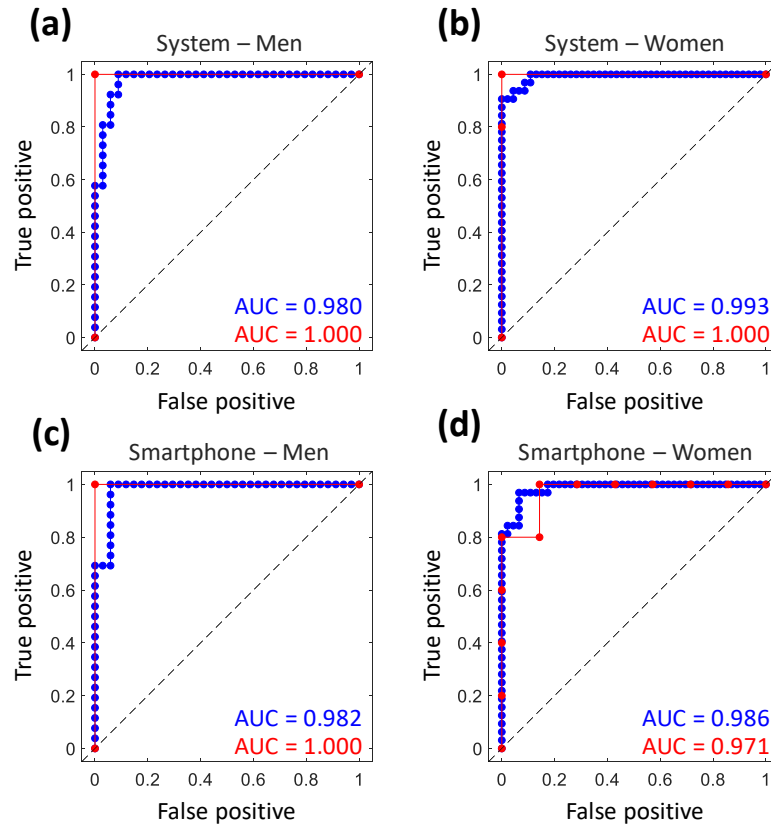 (a)
System – Men
1
0.8
0.6
0.4
0.2
0
True positive
0 0.2 0.4 0.6 0.8 1
False positive
AUC = 0.980
AUC = 1.000
(b)
System – Women
1
0.8
0.6
0.4
0.2
0
True positive
0 0.2 0.4 0.6 0.8 1
False positive
AUC = 0.993
AUC = 1.000
(c)
Smartphone – Men
1
0.8
0.6
0.4
0.2
0
True positive
0 0.2 0.4 0.6 0.8 1
False positive
AUC = 0.982
AUC = 1.000
(d)
Smartphone – Women
1
0.8
0.6
0.4
0.2
0
True positive
0 0.2 0.4 0.6 0.8 1
False positive
AUC = 0.986
AUC = 0.971